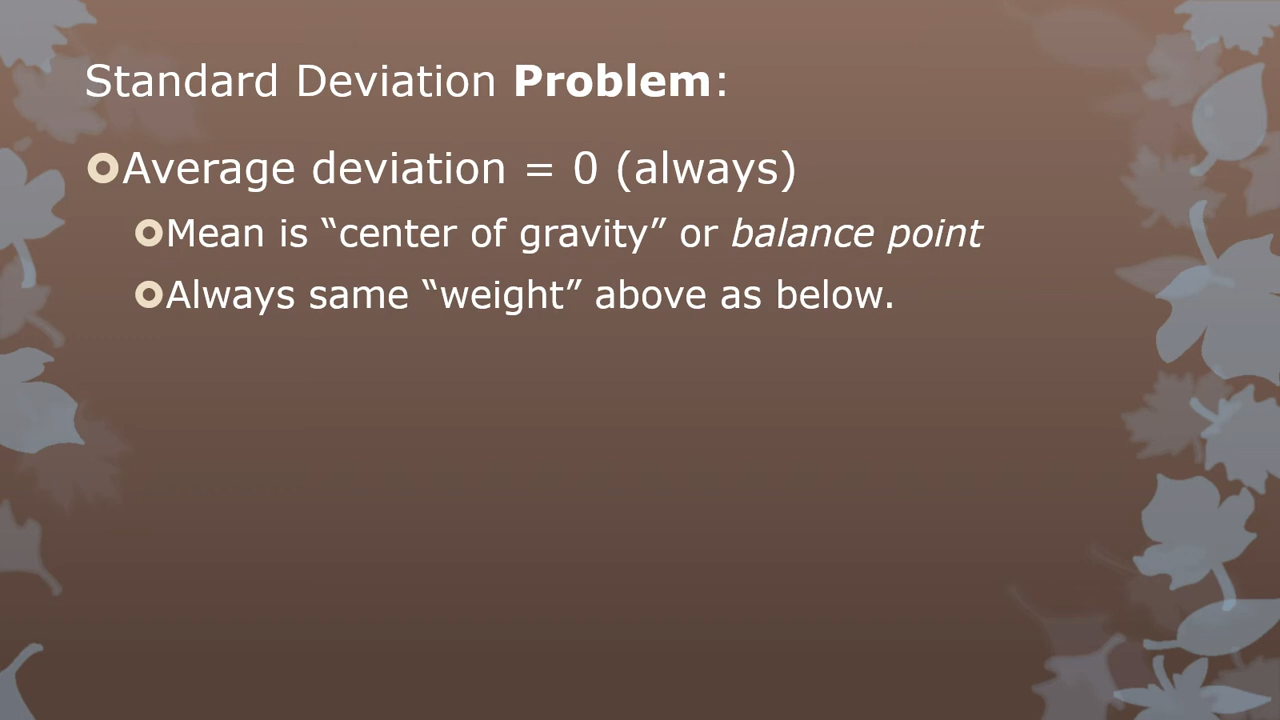 Standard Deviation Problem:
Average deviation = 0 (always)
Mean is “center of gravity” or balance point
Always same “weight” above as below.